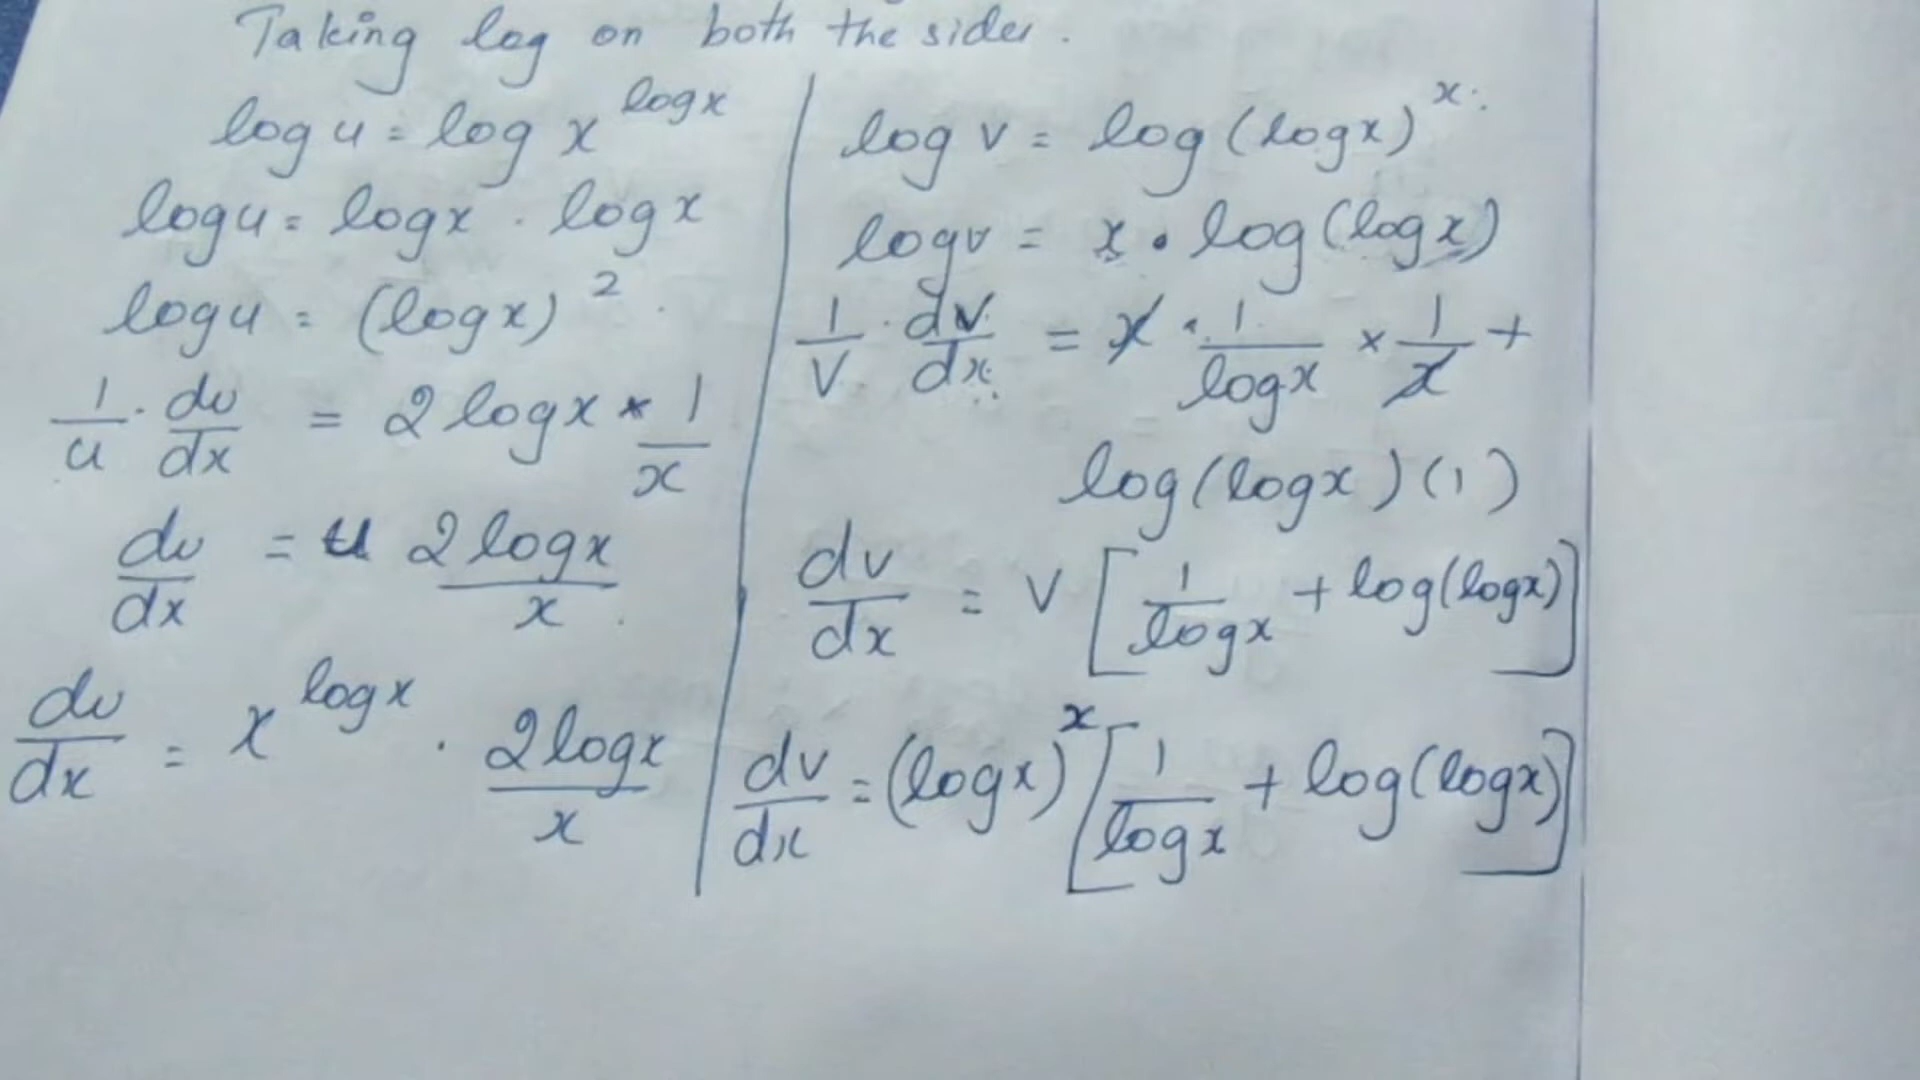 Taking log on both the sides.
log u = log x^logx
log u = log x · log x
log u = (log x)^2
1/u · du/dx = 2 log x × 1/x
du/dx = u 2 log x / x
du/dx = x^logx · 2 log x / x
log v = log (log x)^x
log v = x · log (log x)
1/v · dv/dx = x · 1/log x × 1/x +
log (log x) (1)
dv/dx = v [1/log x + log(log x)]
dv/dx = (log x)^x [1/log x + log(log x)]